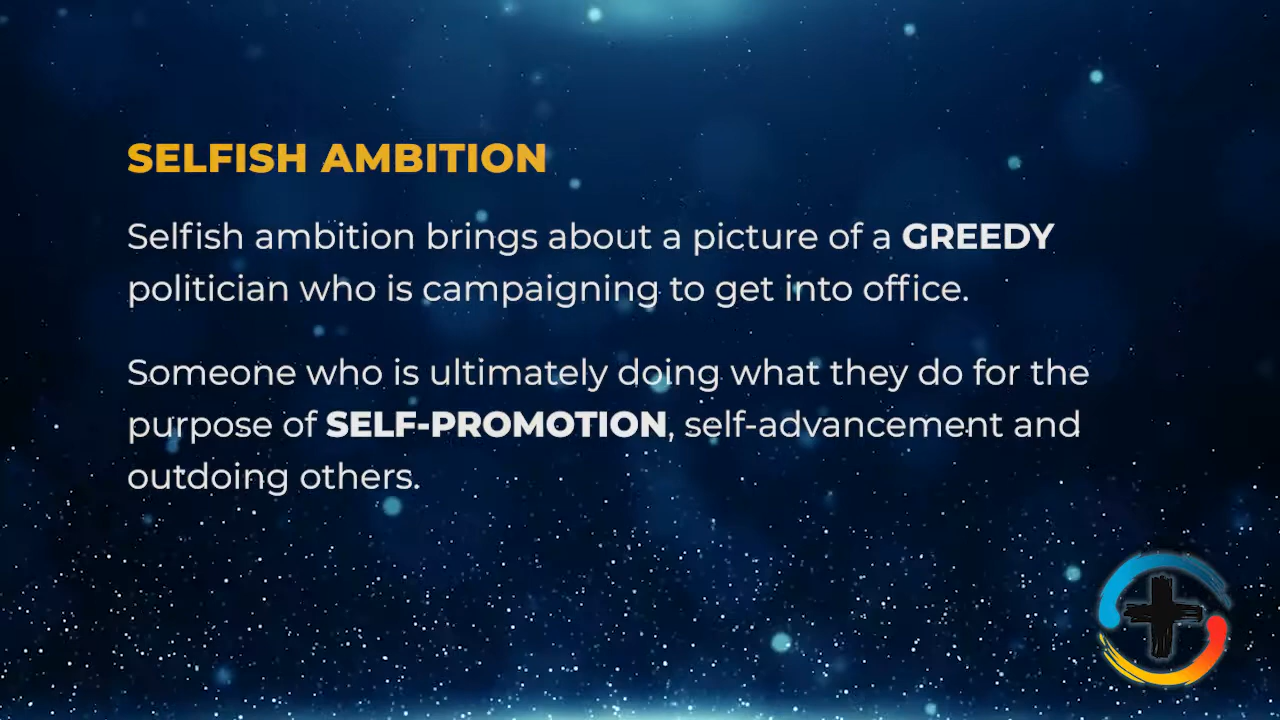 SELFISH AMBITION
Selfish ambition brings about a picture of a GREEDY
politician who is campaigning to get into office.
Someone who is ultimately doing what they do for the
purpose of SELF-PROMOTION, self-advancement and
outdoing others.